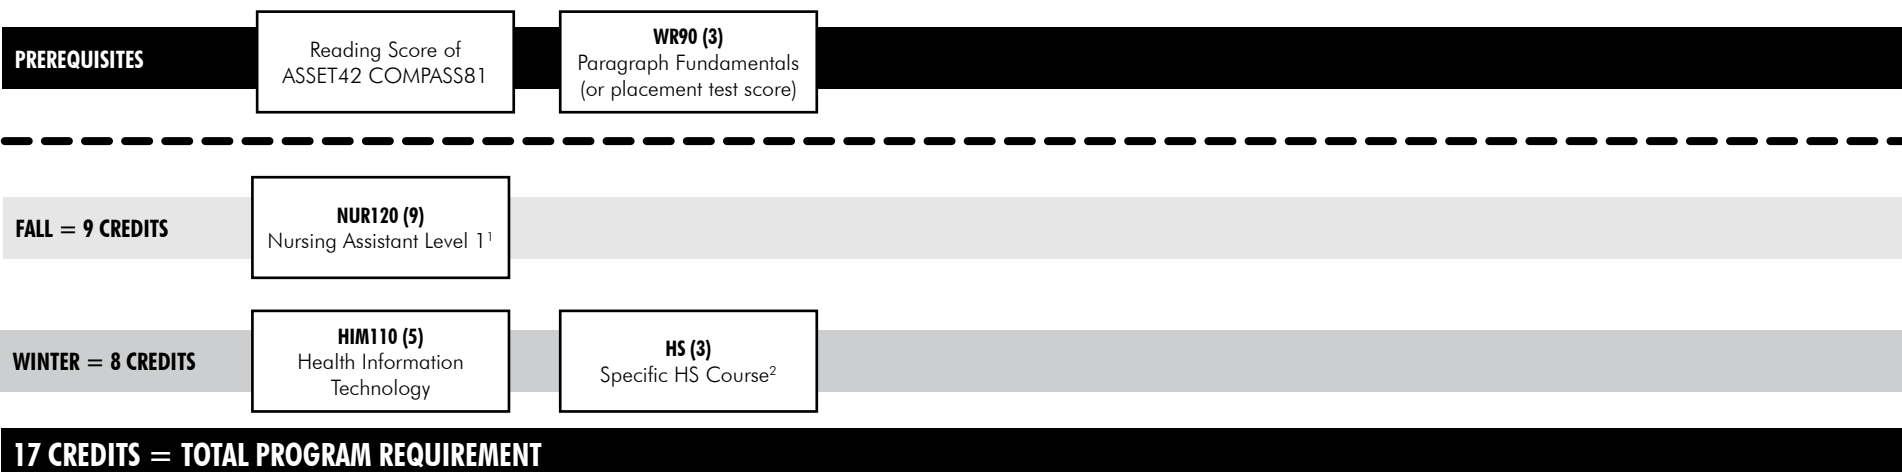 PREREQUISITES
Reading Score of
ASSET42 COMPASS81
WR90 (3)
Paragraph Fundamentals
(or placement test score)
FALL = 9 CREDITS
NUR120 (9)
Nursing Assistant Level 1¹
WINTER = 8 CREDITS
HIM110 (5)
Health Information
Technology
HS (3)
Specific HS Course²
17 CREDITS = TOTAL PROGRAM REQUIREMENT